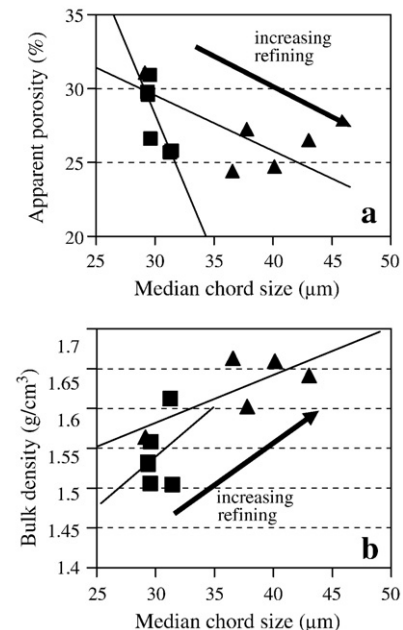 35
30
25
20
Apparent porosity (%)
increasing
refining
a
25 30 35 40 45 50
Median chord size (μm)
1.7
1.65
1.6
1.55
1.5
1.45
1.4
Bulk density (g/cm³)
increasing
refining
b
25 30 35 40 45 50
Median chord size (μm)